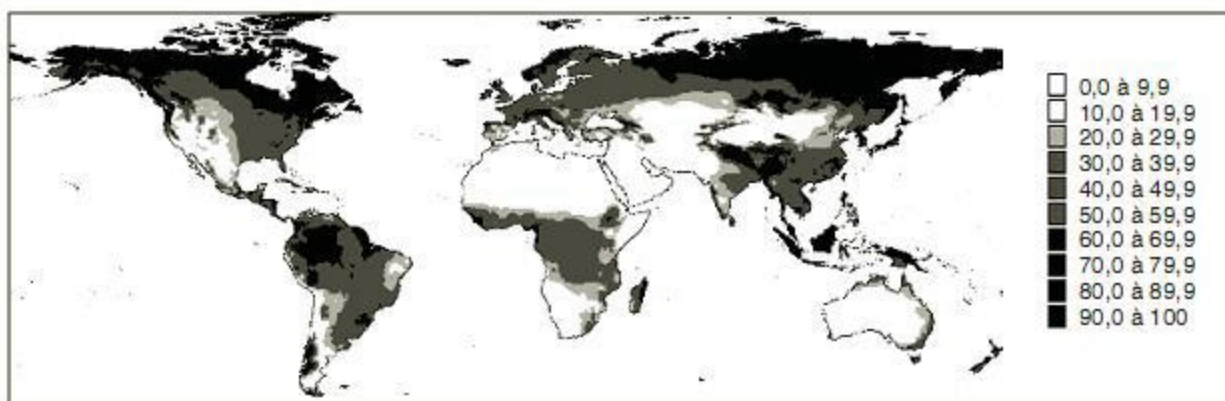 0,0 à 9,9
10,0 à 19,9
20,0 à 29,9
30,0 à 39,9
40,0 à 49,9
50,0 à 59,9
60,0 à 69,9
70,0 à 79,9
80,0 à 89,9
90,0 à 100